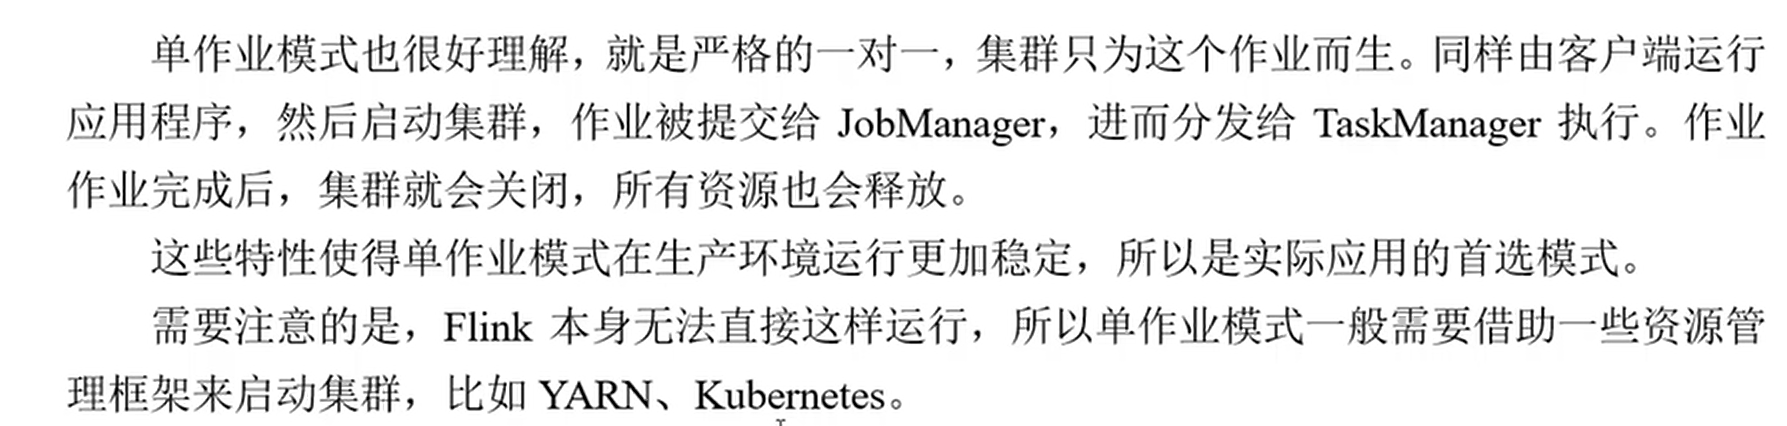 单作业模式也很好理解，就是严格的一对一，集群只为这个作业而生。同样由客户端运行
应用程序，然后启动集群，作业被提交给 JobManager，进而分发给 TaskManager 执行。作业
作业完成后，集群就会关闭，所有资源也会释放。
这些特性使得单作业模式在生产环境运行更加稳定，所以是实际应用的首选模式。
需要注意的是，Flink 本身无法直接这样运行，所以单作业模式一般需要借助一些资源管
理框架来启动集群，比如 YARN、Kubernetes。